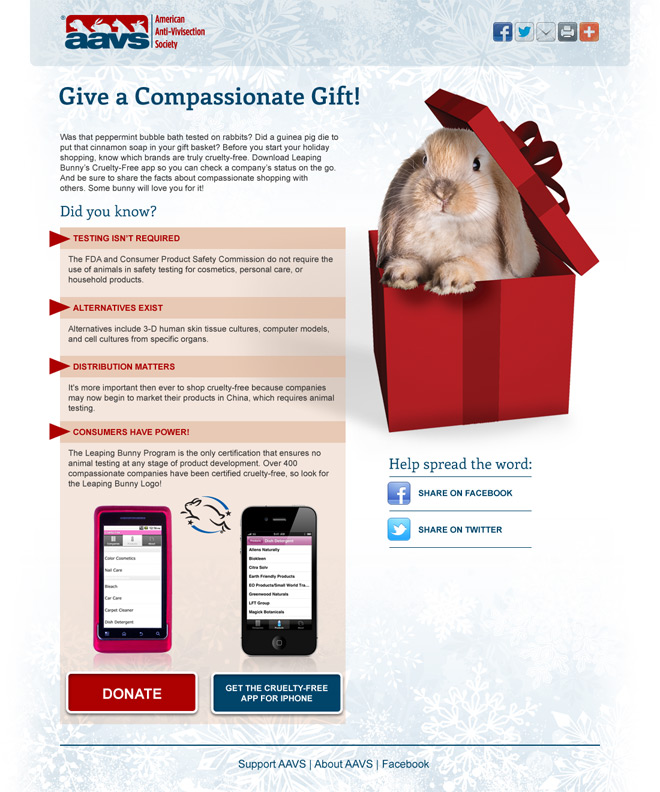 aavs
®
American
Anti-Vivisection
Society
Give a Compassionate Gift!
Was that peppermint bubble bath tested on rabbits? Did a guinea pig die to
put that cinnamon soap in your gift basket? Before you start your holiday
shopping, know which brands are truly cruelty-free. Download Leaping
Bunny's Cruelty-Free app so you can check a company's status on the go.
And be sure to share the facts about compassionate shopping with
others. Some bunny will love you for it!
Did you know?
TESTING ISN'T REQUIRED
The FDA and Consumer Product Safety Commission do not require the
use of animals in safety testing for cosmetics, personal care, or
household products.
ALTERNATIVES EXIST
Alternatives include 3-D human skin tissue cultures, computer models,
and cell cultures from specific organs.
DISTRIBUTION MATTERS
It's more important then ever to shop cruelty-free because companies
may now begin to market their products in China, which requires animal
testing.
CONSUMERS HAVE POWER!
The Leaping Bunny Program is the only certification that ensures no
animal testing at any stage of product development. Over 400
compassionate companies have been certified cruelty-free, so look for
the Leaping Bunny Logo!
Color Cosmetics
Nail Care
Bleach
Car Care
Carpet Cleaner
Dish Detergent
Dish Detergent
Allens Naturally
Biokleen
Citra Solv
Earth Friendly Products
EO Products/Small World Tra...
Greenwood Naturals
LFT Group
Magick Botanicals
DONATE
GET THE CRUELTY-FREE
APP FOR IPHONE
Help spread the word:
SHARE ON FACEBOOK
SHARE ON TWITTER
Support AAVS | About AAVS | Facebook